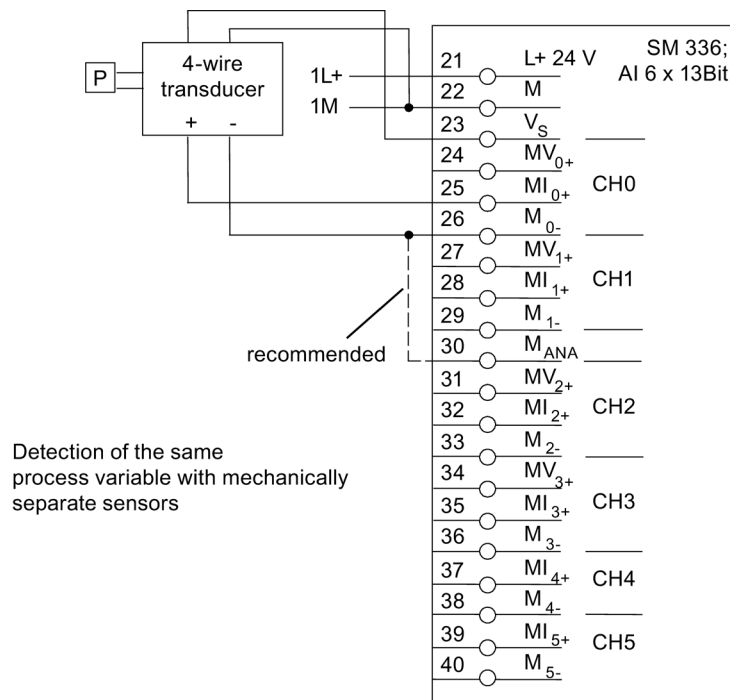 SM 336;
AI 6 x 13Bit
4-wire
transducer
P
+ -
1L+
1M
21 L+ 24 V
22 M
23 VS
24 MV0+
25 MI0+ CH0
26 M0-
27 MV1+
28 MI1+ CH1
29 M1-
30 MANA
31 MV2+
32 MI2+ CH2
33 M2-
34 MV3+
35 MI3+ CH3
36 M3-
37 MI4+ CH4
38 M4-
39 MI5+ CH5
40 M5-
recommended
Detection of the same
process variable with mechanically
separate sensors